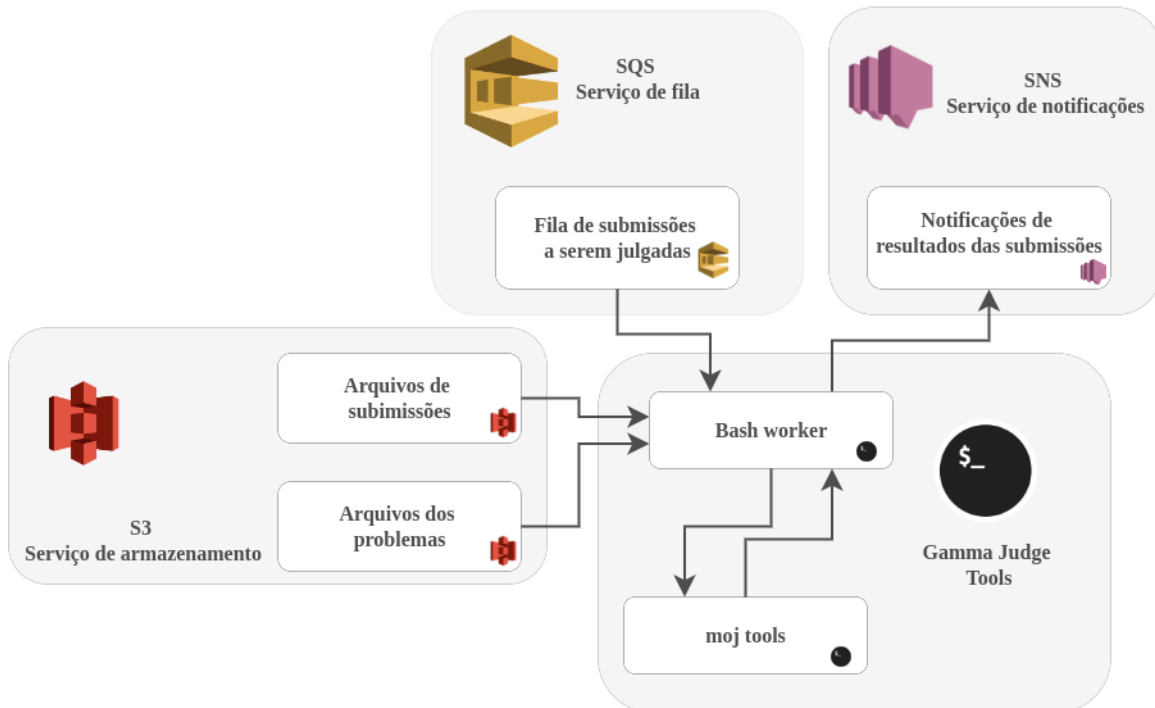 SQS
Serviço de fila
SNS
Serviço de notificações
Fila de submissões
a serem julgadas
Notificações de
resultados das submissões
Arquivos de
subimissões
Bash worker
$_
S3
Serviço de armazenamento
Arquivos dos
problemas
Gamma Judge
Tools
moj tools